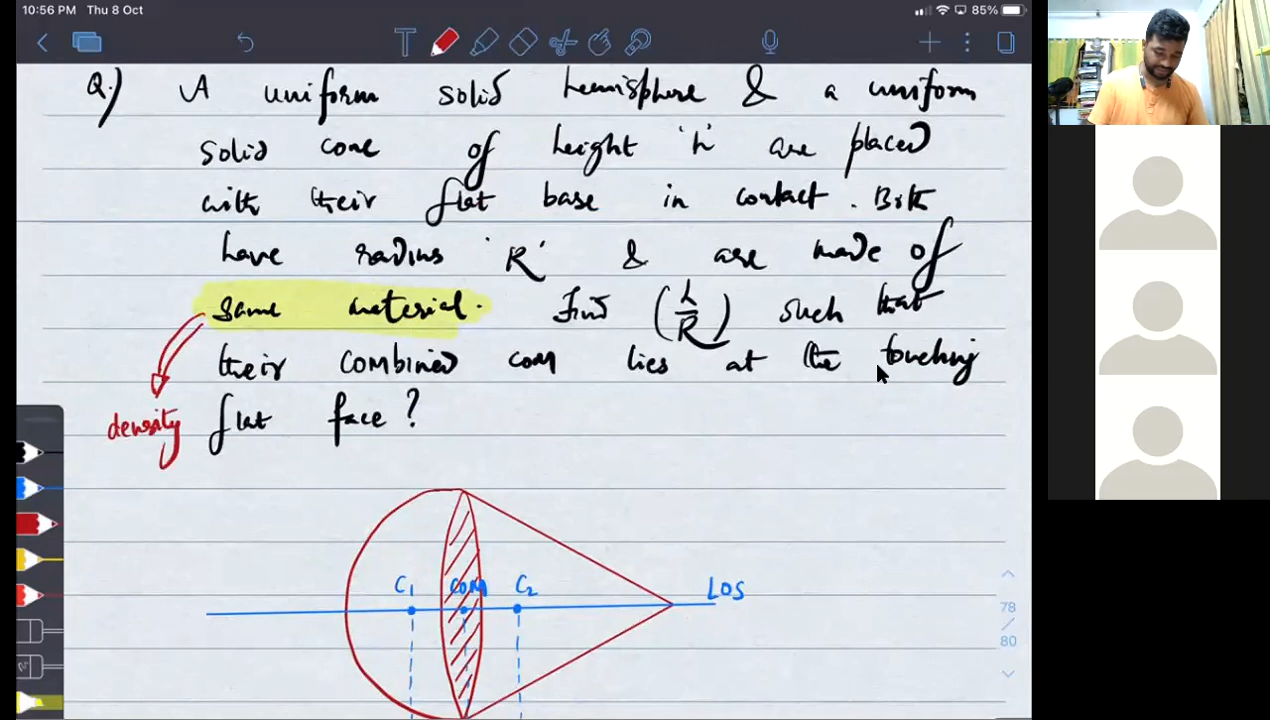 10:56 PM Thu 8 Oct
85%
Q.) A uniform solid hemisphere & a uniform
solid cone of height 'h' are placed
with their flat base in contact. Both
have radius 'R' & are made of
same material. Find (h/R) such that
their combined com lies at the touching
density flat face?
C₁ COM C₂ LOS
78
/
80